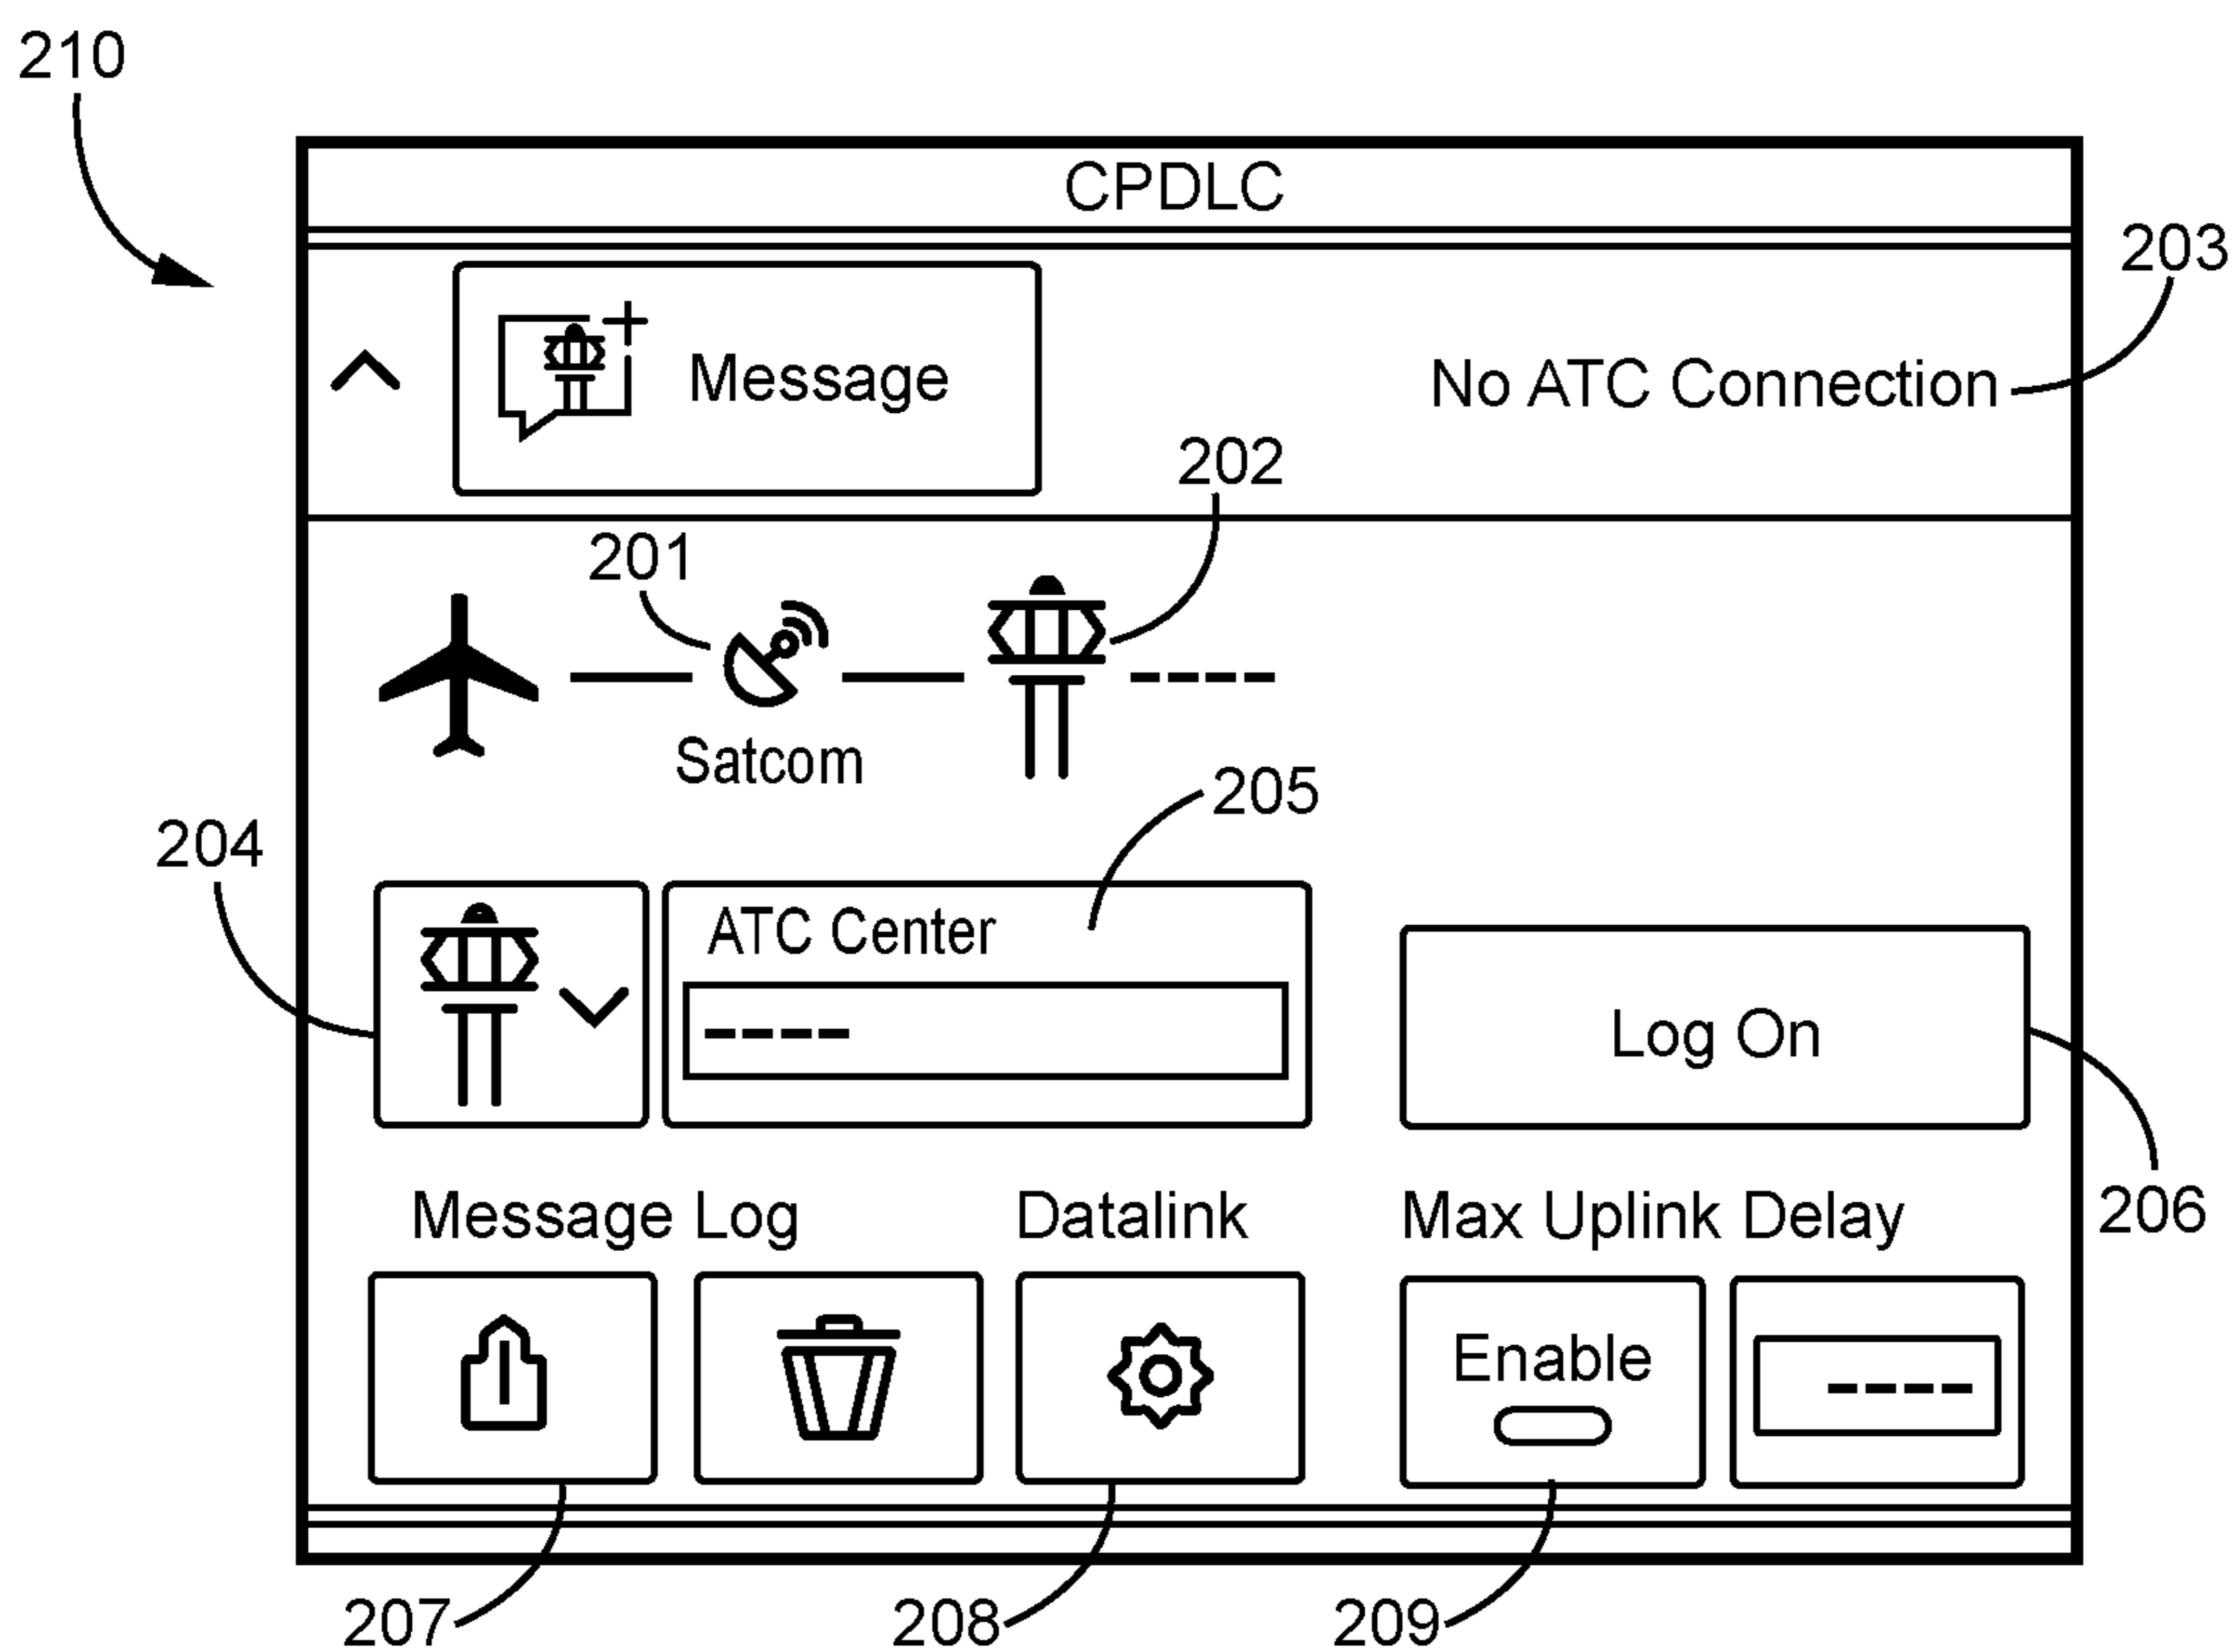 210
CPDLC
203
Message
No ATC Connection
202
201
Satcom
205
204
ATC Center
----
----
Log On
206
Message Log
Datalink
Max Uplink Delay
Enable
----
207
208
209